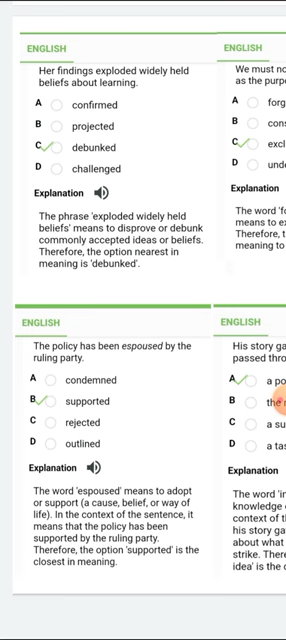 ENGLISH
Her findings exploded widely held
beliefs about learning.
A confirmed
B projected
C debunked
D challenged
Explanation
The phrase 'exploded widely held
beliefs' means to disprove or debunk
commonly accepted ideas or beliefs.
Therefore, the option nearest in
meaning is 'debunked'.
ENGLISH
We must no
as the purp
A forg
B con
C excl
D und
Explanation
The word 'f
means to e
Therefore, t
meaning to
ENGLISH
The policy has been espoused by the
ruling party.
A condemned
B supported
C rejected
D outlined
Explanation
The word 'espoused' means to adopt
or support (a cause, belief, or way of
life). In the context of the sentence, it
means that the policy has been
supported by the ruling party.
Therefore, the option 'supported' is the
closest in meaning.
ENGLISH
His story ga
passed thro
A a po
B the
C a su
D a ta
Explanation
The word 'i
knowledge
context of t
his story ga
about what
strike. There
idea' is the